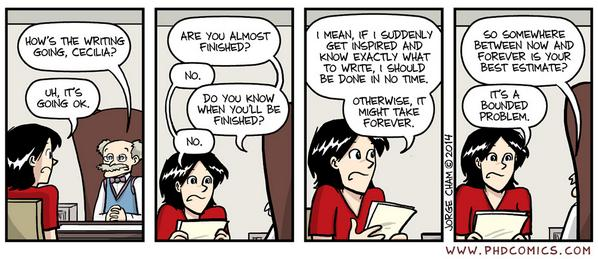 HOW'S THE WRITING
GOING, CECILIA?
UH, IT'S
GOING OK.
ARE YOU ALMOST
FINISHED?
NO.
DO YOU KNOW
WHEN YOU'LL BE
FINISHED?
NO.
I MEAN, IF I SUDDENLY
GET INSPIRED AND
KNOW EXACTLY WHAT
TO WRITE, I SHOULD
BE DONE IN NO TIME.
OTHERWISE, IT
MIGHT TAKE
FOREVER.
JORGE CHAM © 2014
SO SOMEWHERE
BETWEEN NOW AND
FOREVER IS YOUR
BEST ESTIMATE?
IT'S A
BOUNDED
PROBLEM.
WWW.PHDCOMICS.COM